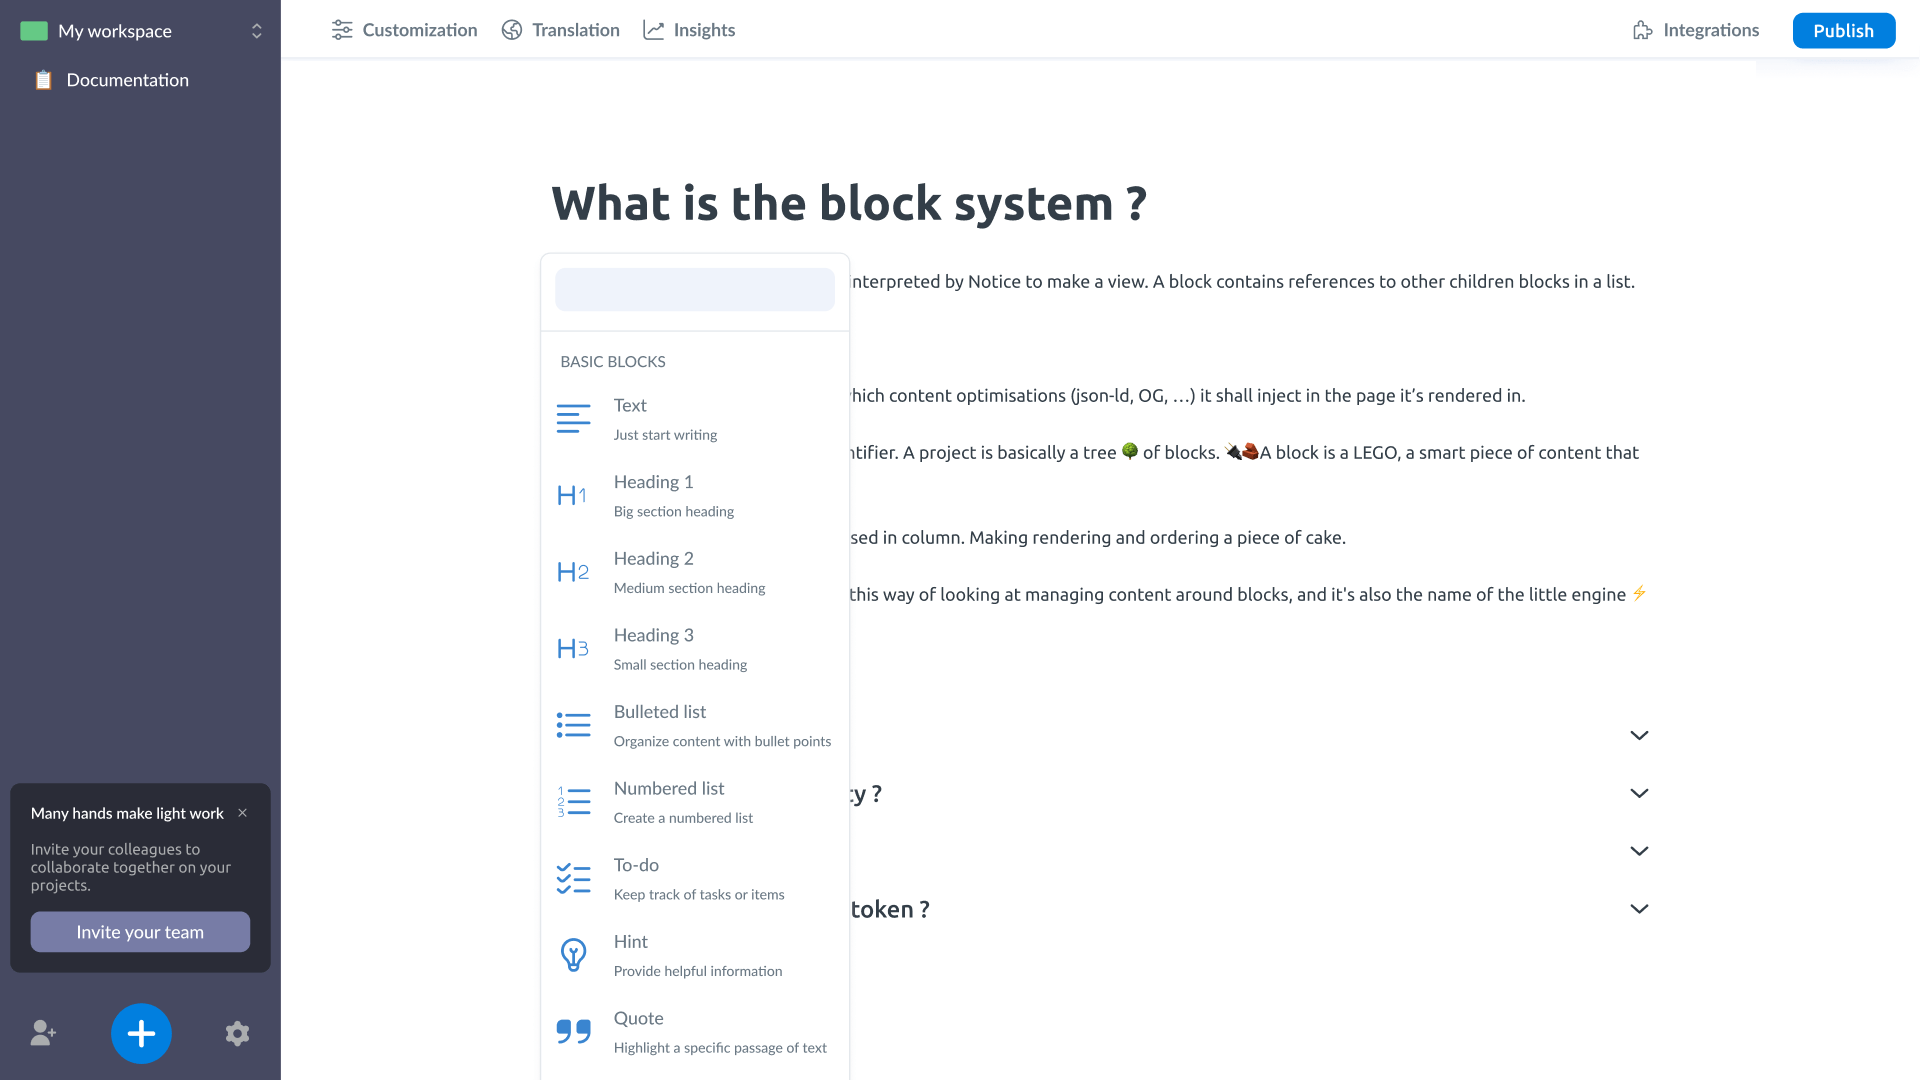 My workspace
Documentation
Customization
Translation
Insights
Integrations
Publish
What is the block system ?
interpreted by Notice to make a view. A block contains references to other children blocks in a list.
content optimisations (json-ld, OG, …) it shall inject in the page it’s rendered in.
A project is basically a tree 🌳 of blocks. 🔌🧱A block is a LEGO, a smart piece of content that
in column. Making rendering and ordering a piece of cake.
this way of looking at managing content around blocks, and it's also the name of the little engine ⚡
?
token ?
BASIC BLOCKS
Text
Just start writing
H1
Heading 1
Big section heading
H2
Heading 2
Medium section heading
H3
Heading 3
Small section heading
Bulleted list
Organize content with bullet points
1
2
3
Numbered list
Create a numbered list
To-do
Keep track of tasks or items
Hint
Provide helpful information
Quote
Highlight a specific passage of text
Many hands make light work
Invite your colleagues to
collaborate together on your
projects.
Invite your team